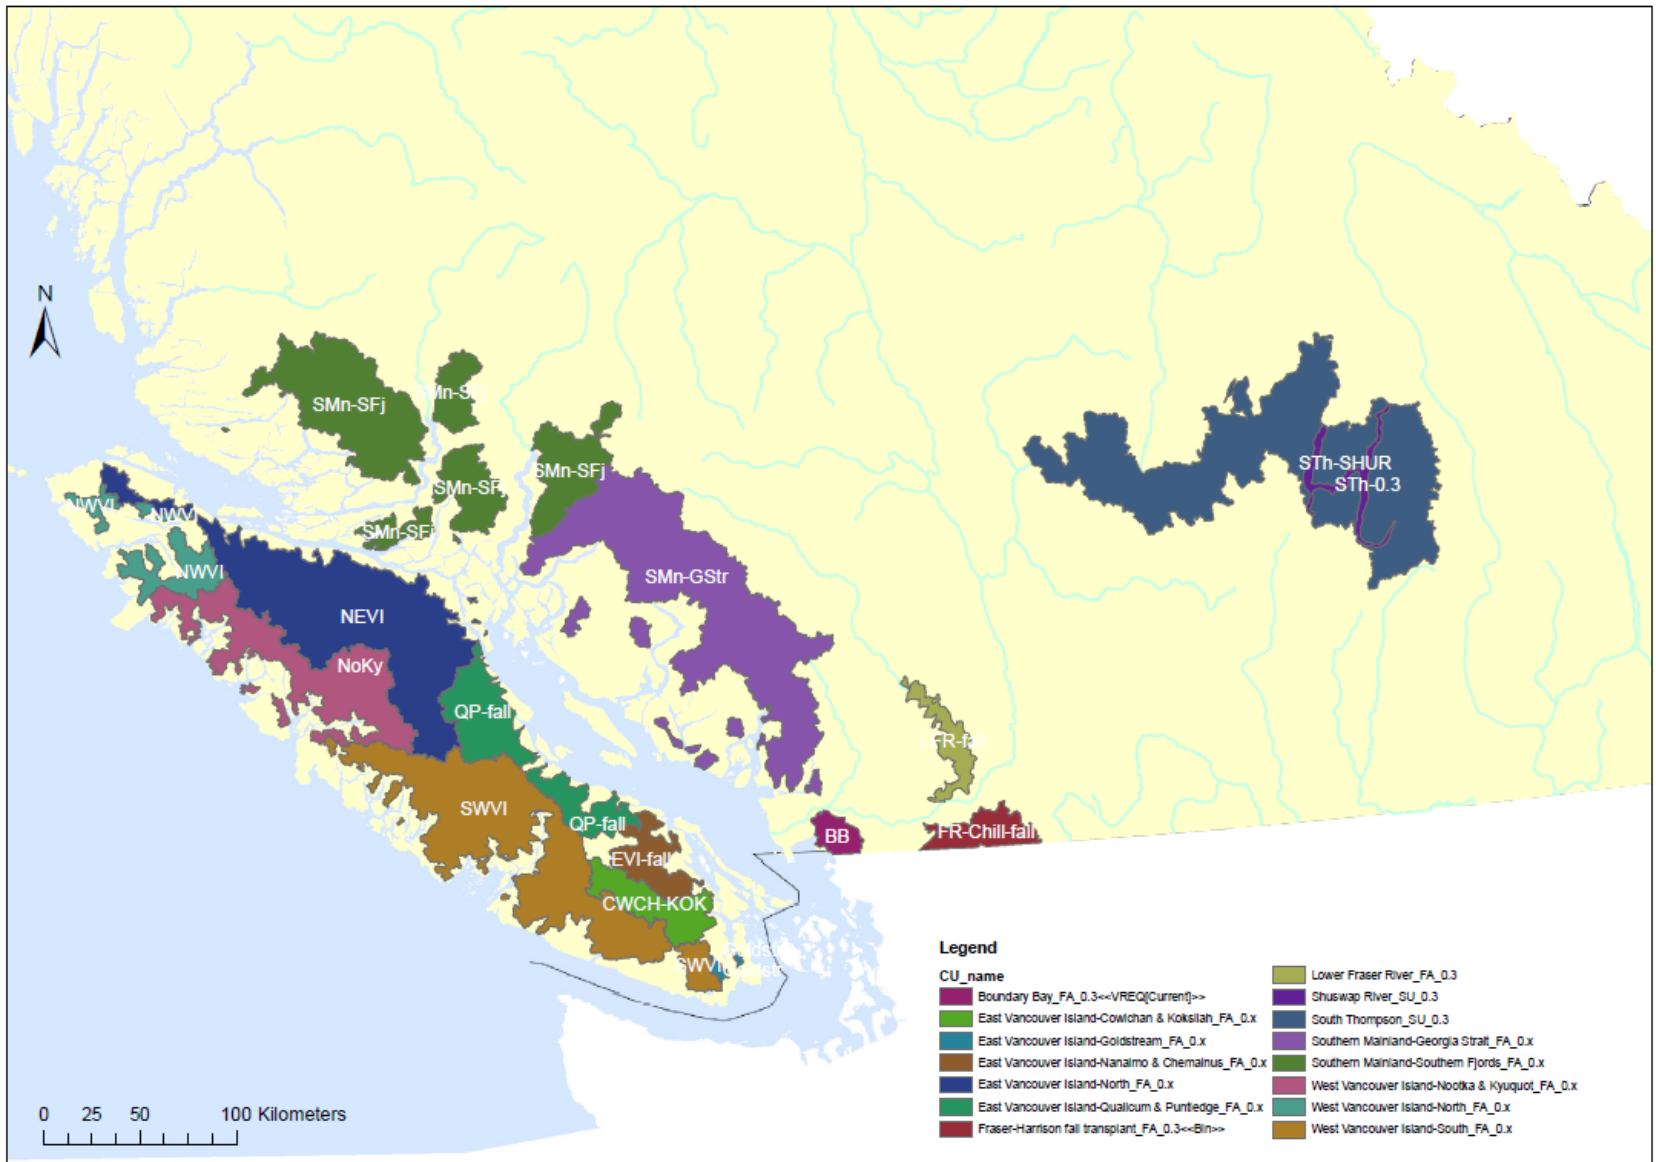 N
SMn-SFj
SMn-SFj
SMn-SFj
SMn-SFj
SMn-SFj
STh-SHUR
STh-0.3
NWVI
NWVI
NWVI
SMn-GStr
NEVI
NoKy
QP-fall
LFR-fall
SWVI
QP-fall
BB
FR-Chill-fall
EVI-fall
CWCH-KOK
SWVI
Legend
CU_name
Boundary Bay_FA_0.3<<VREQ[Current]>>
East Vancouver Island-Cowichan & Koksilah_FA_0.x
East Vancouver Island-Goldstream_FA_0.x
East Vancouver Island-Nanaimo & Chemainus_FA_0.x
East Vancouver Island-North_FA_0.x
East Vancouver Island-Qualicum & Puntledge_FA_0.x
Fraser-Harrison fall transplant_FA_0.3<<Bin>>
Lower Fraser River_FA_0.3
Shuswap River_SU_0.3
South Thompson_SU_0.3
Southern Mainland-Georgia Strait_FA_0.x
Southern Mainland-Southern Fjords_FA_0.x
West Vancouver Island-Nootka & Kyuquot_FA_0.x
West Vancouver Island-North_FA_0.x
West Vancouver Island-South_FA_0.x
0 25 50 100 Kilometers